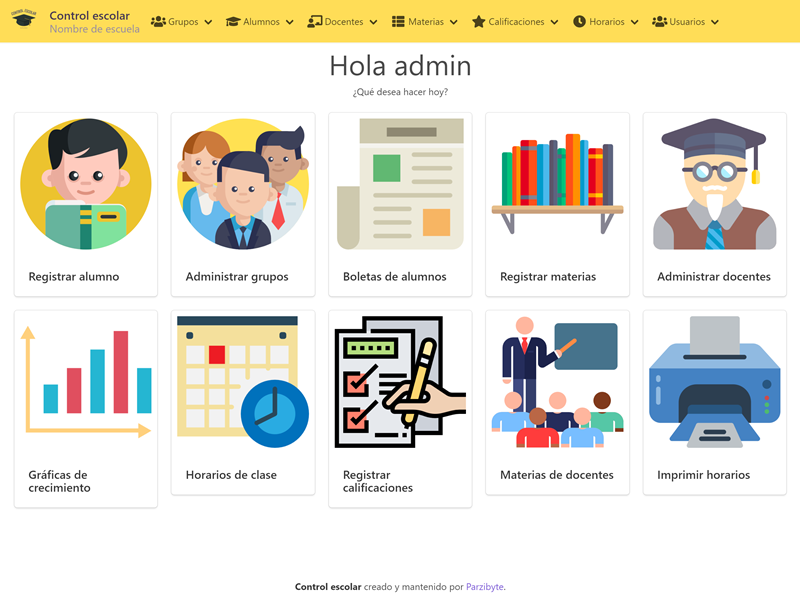 Control escolar
Nombre de escuela
Grupos
Alumnos
Docentes
Materias
Calificaciones
Horarios
Usuarios
Hola admin
¿Qué desea hacer hoy?
Registrar alumno
Administrar grupos
Boletas de alumnos
Registrar materias
Administrar docentes
Gráficas de
crecimiento
Horarios de clase
Registrar
calificaciones
Materias de docentes
Imprimir horarios
Control escolar creado y mantenido por Parzibyte.